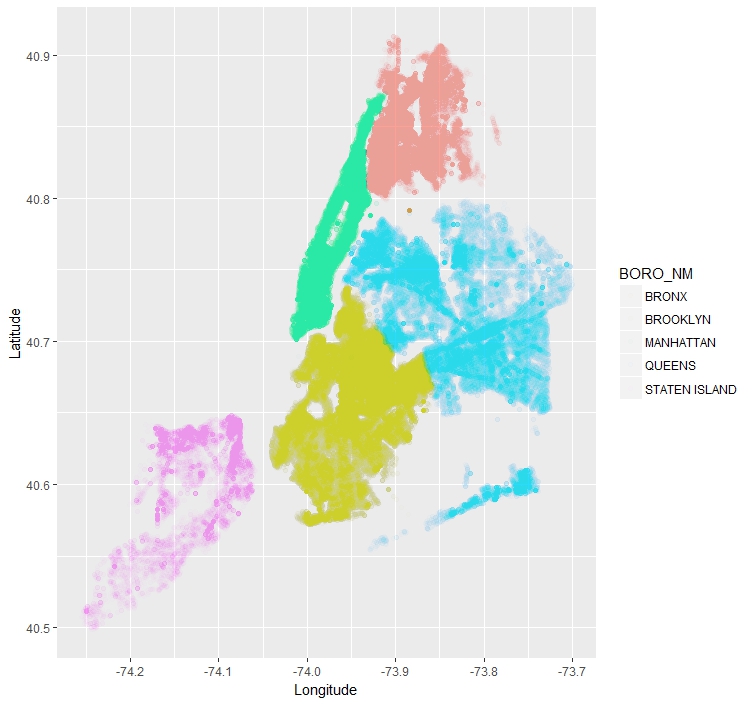 40.9
40.8
40.7
40.6
40.5
Latitude
-74.2 -74.1 -74.0 -73.9 -73.8 -73.7
Longitude
BORO_NM
BRONX
BROOKLYN
MANHATTAN
QUEENS
STATEN ISLAND